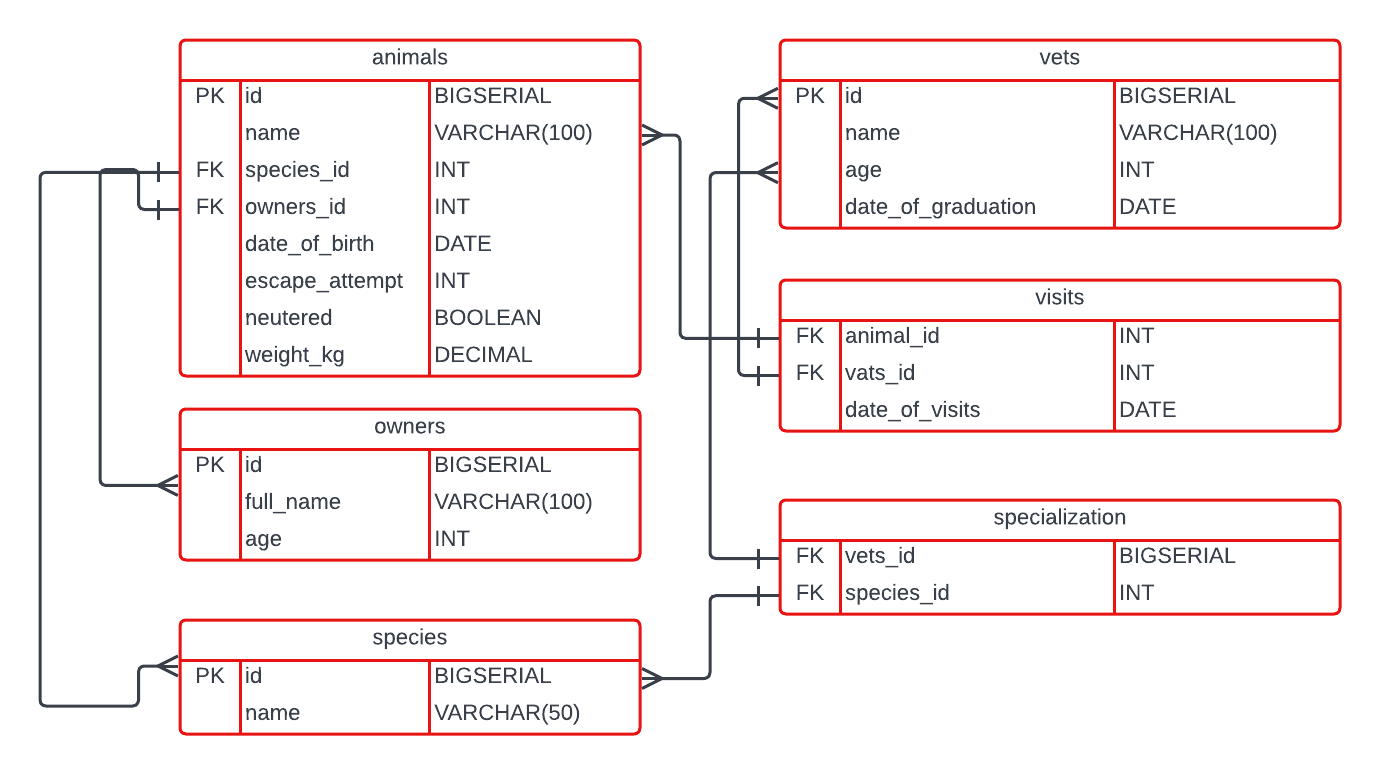 animals
PK id BIGSERIAL
name VARCHAR(100)
FK species_id INT
FK owners_id INT
date_of_birth DATE
escape_attempt INT
neutered BOOLEAN
weight_kg DECIMAL
owners
PK id BIGSERIAL
full_name VARCHAR(100)
age INT
species
PK id BIGSERIAL
name VARCHAR(50)
vets
PK id BIGSERIAL
name VARCHAR(100)
age INT
date_of_graduation DATE
visits
FK animal_id INT
FK vats_id INT
date_of_visits DATE
specialization
FK vets_id BIGSERIAL
FK species_id INT